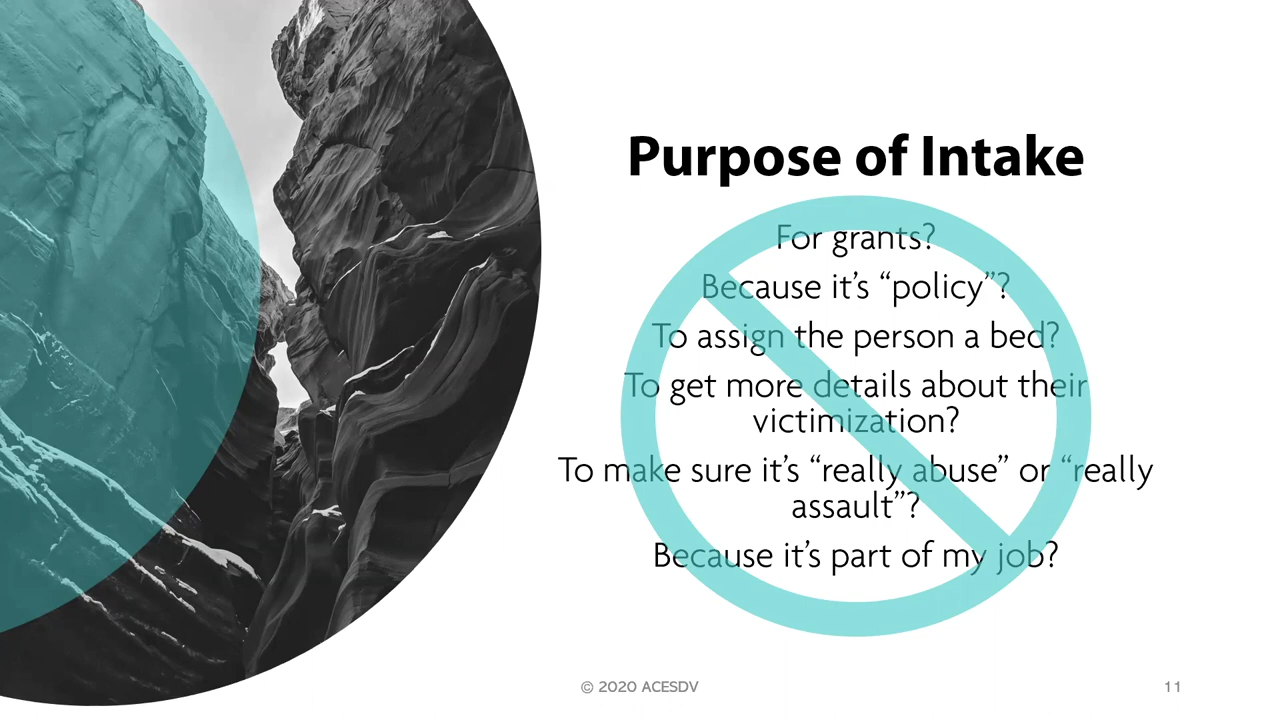 Purpose of Intake
For grants?
Because it’s “policy”?
To assign the person a bed?
To get more details about their
victimization?
To make sure it’s “really abuse” or “really
assault”?
Because it’s part of my job?
© 2020 ACESDV
11